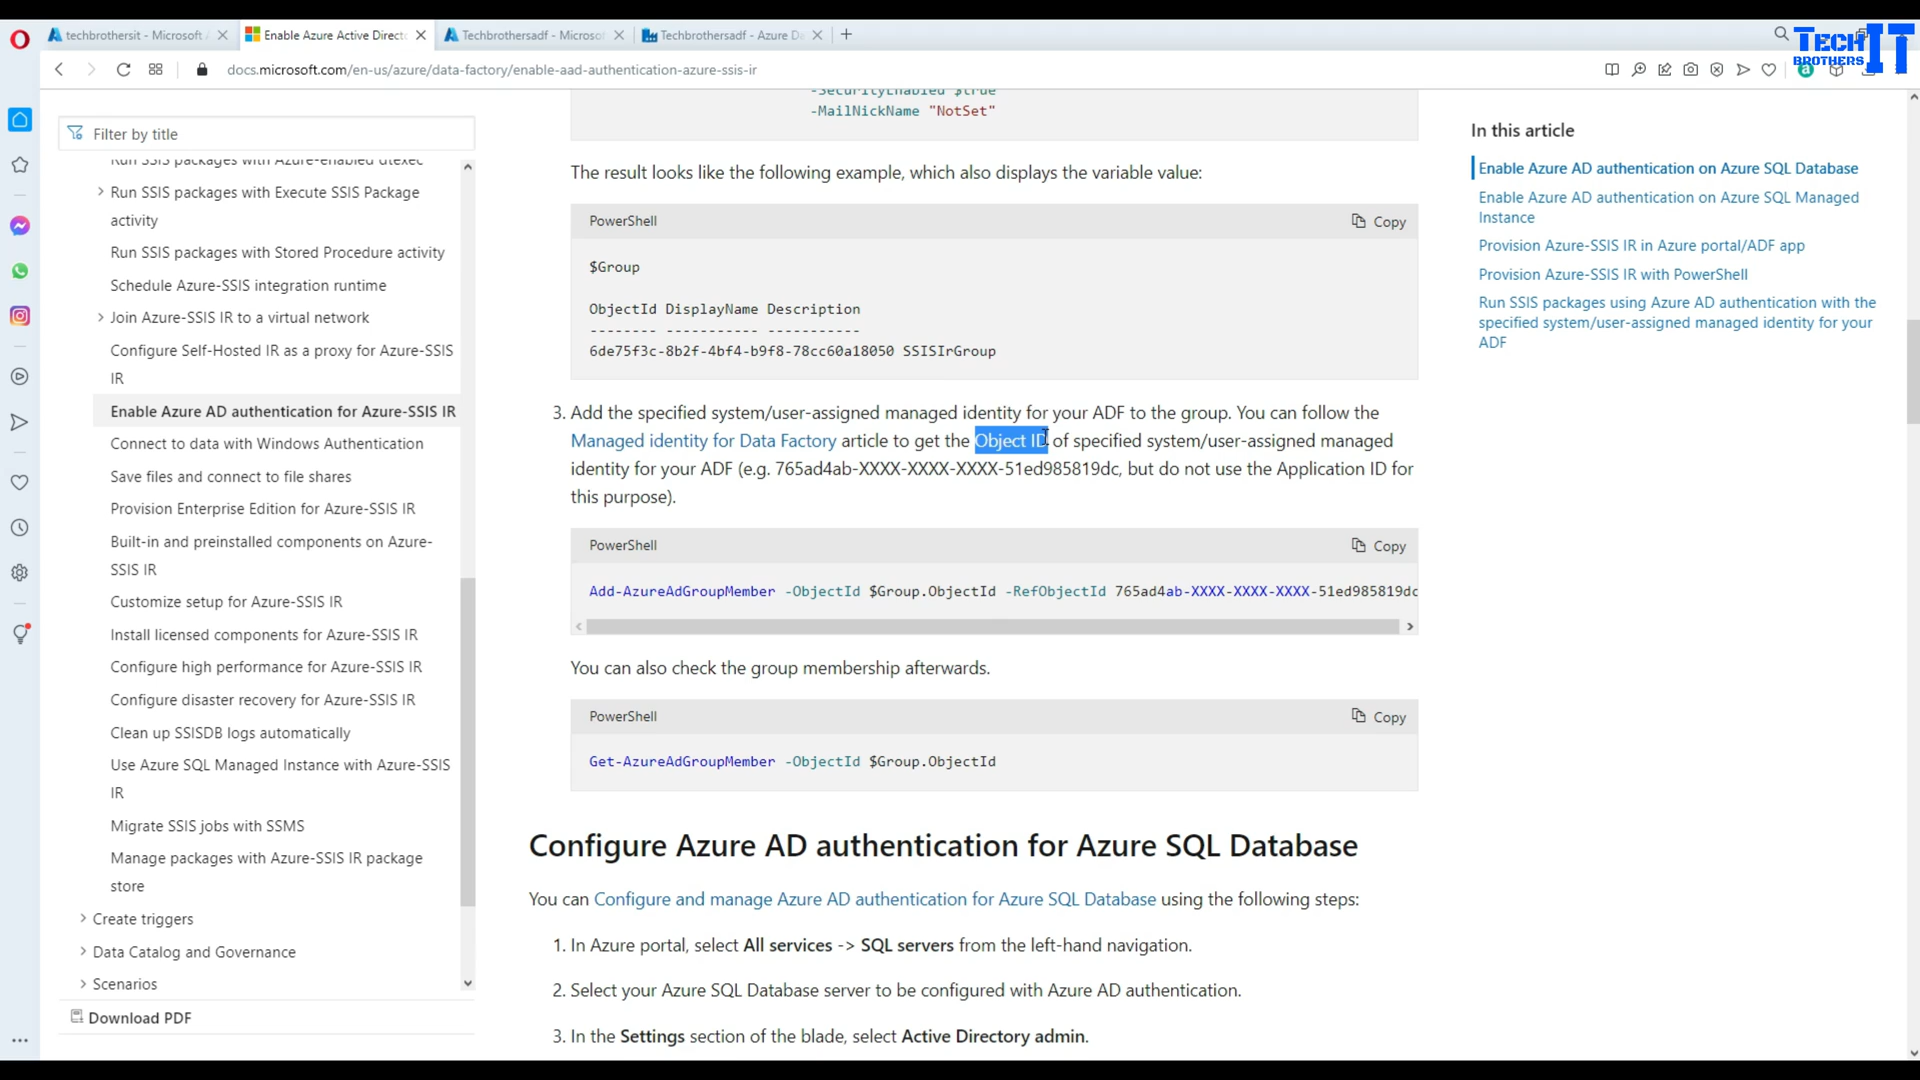 techbrothersit - Microsoft
Enable Azure Active Direct
Techbrothersadf - Microso
Techbrothersadf - Azure Da
TECH IT
BROTHERS
docs.microsoft.com/en-us/azure/data-factory/enable-aad-authentication-azure-ssis-ir
Filter by title
Run SSIS packages with Azure-enabled dtexec
Run SSIS packages with Execute SSIS Package
activity
Run SSIS packages with Stored Procedure activity
Schedule Azure-SSIS integration runtime
Join Azure-SSIS IR to a virtual network
Configure Self-Hosted IR as a proxy for Azure-SSIS
IR
Enable Azure AD authentication for Azure-SSIS IR
Connect to data with Windows Authentication
Save files and connect to file shares
Provision Enterprise Edition for Azure-SSIS IR
Built-in and preinstalled components on Azure-
SSIS IR
Customize setup for Azure-SSIS IR
Install licensed components for Azure-SSIS IR
Configure high performance for Azure-SSIS IR
Configure disaster recovery for Azure-SSIS IR
Clean up SSISDB logs automatically
Use Azure SQL Managed Instance with Azure-SSIS
IR
Migrate SSIS jobs with SSMS
Manage packages with Azure-SSIS IR package
store
Create triggers
Data Catalog and Governance
Scenarios
Download PDF
-SecurityEnabled $true
-MailNickName "NotSet"
The result looks like the following example, which also displays the variable value:
PowerShell
Copy
$Group
ObjectId DisplayName Description
-------- ----------- -----------
6de75f3c-8b2f-4bf4-b9f8-78cc60a18050 SSISIrGroup
3. Add the specified system/user-assigned managed identity for your ADF to the group. You can follow the
Managed identity for Data Factory article to get the Object ID of specified system/user-assigned managed
identity for your ADF (e.g. 765ad4ab-XXXX-XXXX-XXXX-51ed985819dc, but do not use the Application ID for
this purpose).
PowerShell
Copy
Add-AzureAdGroupMember -ObjectId $Group.ObjectId -RefObjectId 765ad4ab-XXXX-XXXX-XXXX-51ed985819dc
You can also check the group membership afterwards.
PowerShell
Copy
Get-AzureAdGroupMember -ObjectId $Group.ObjectId
Configure Azure AD authentication for Azure SQL Database
You can Configure and manage Azure AD authentication for Azure SQL Database using the following steps:
1. In Azure portal, select All services -> SQL servers from the left-hand navigation.
2. Select your Azure SQL Database server to be configured with Azure AD authentication.
3. In the Settings section of the blade, select Active Directory admin.
In this article
Enable Azure AD authentication on Azure SQL Database
Enable Azure AD authentication on Azure SQL Managed
Instance
Provision Azure-SSIS IR in Azure portal/ADF app
Provision Azure-SSIS IR with PowerShell
Run SSIS packages using Azure AD authentication with the
specified system/user-assigned managed identity for your
ADF